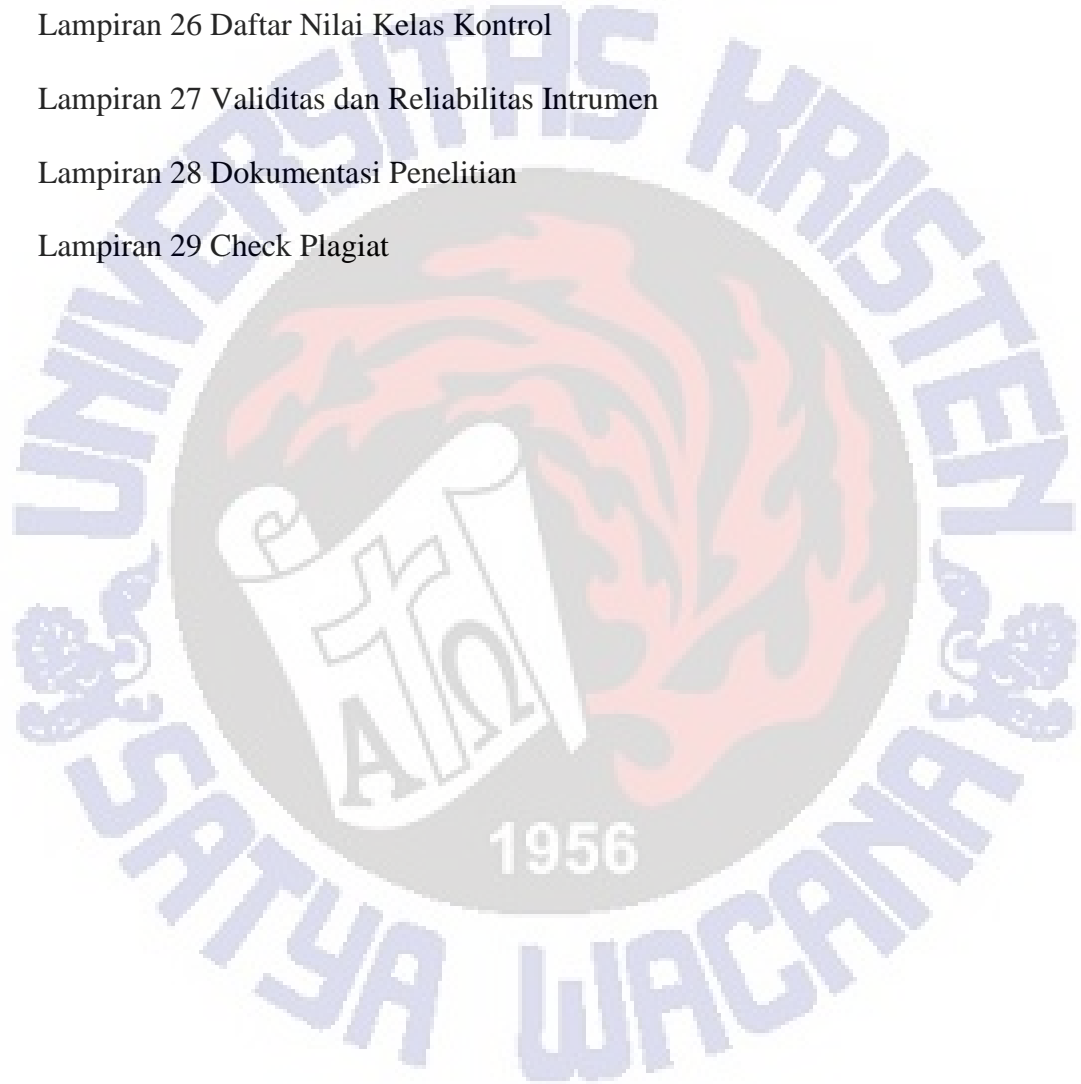 Lampiran 26 Daftar Nilai Kelas Kontrol
Lampiran 27 Validitas dan Reliabilitas Intrumen
Lampiran 28 Dokumentasi Penelitian
Lampiran 29 Check Plagiat
UNIVERSITAS KRISTEN
ΑΩ
1956
SATYA WACANA